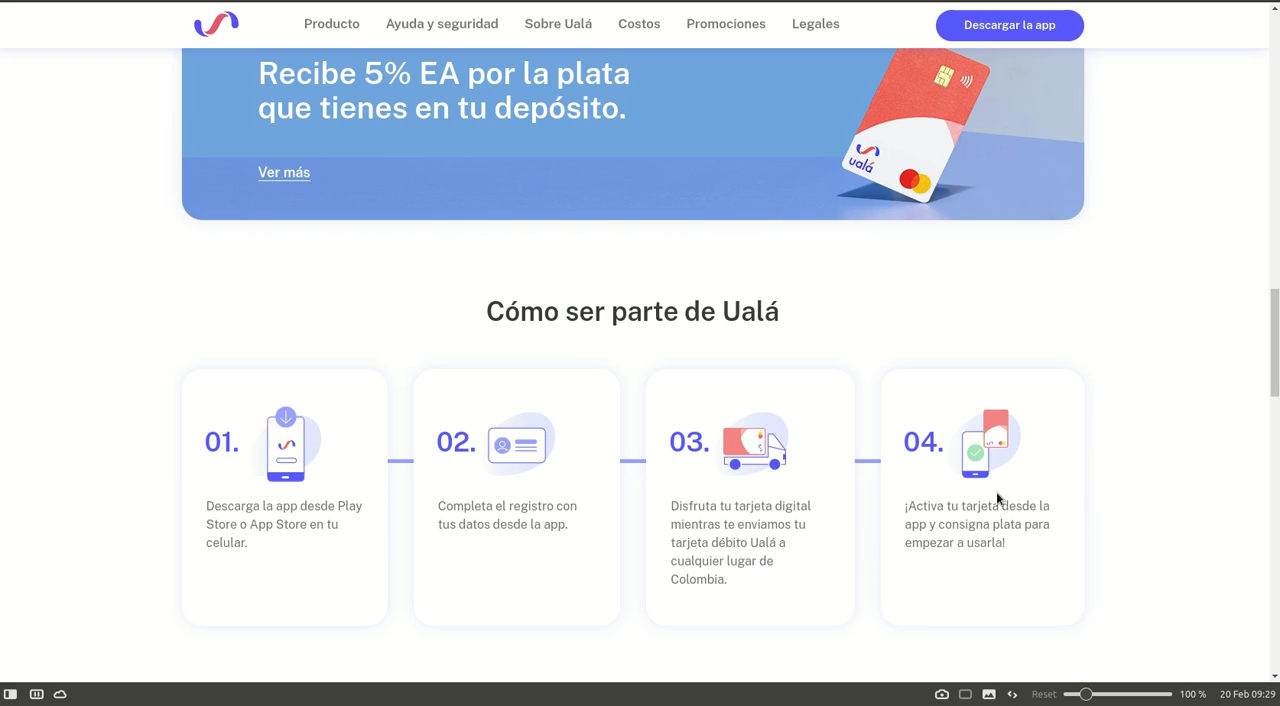 Producto Ayuda y seguridad Sobre Ualá Costos Promociones Legales Descargar la app
Recibe 5% EA por la plata
que tienes en tu depósito.
Ver más
ualá
Cómo ser parte de Ualá
01.
Descarga la app desde Play
Store o App Store en tu
celular.
02.
Completa el registro con
tus datos desde la app.
03.
Disfruta tu tarjeta digital
mientras te enviamos tu
tarjeta débito Ualá a
cualquier lugar de
Colombia.
04.
¡Activa tu tarjeta desde la
app y consigna plata para
empezar a usarla!
Reset 100 % 20 Feb 09:29